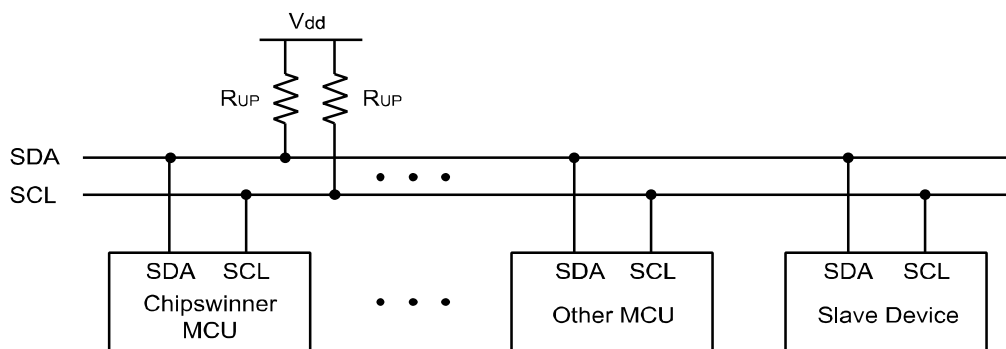 Vdd
RUP RUP
SDA
SCL
SDA SCL SDA SCL SDA SCL
Chipswinner
MCU
Other MCU
Slave Device